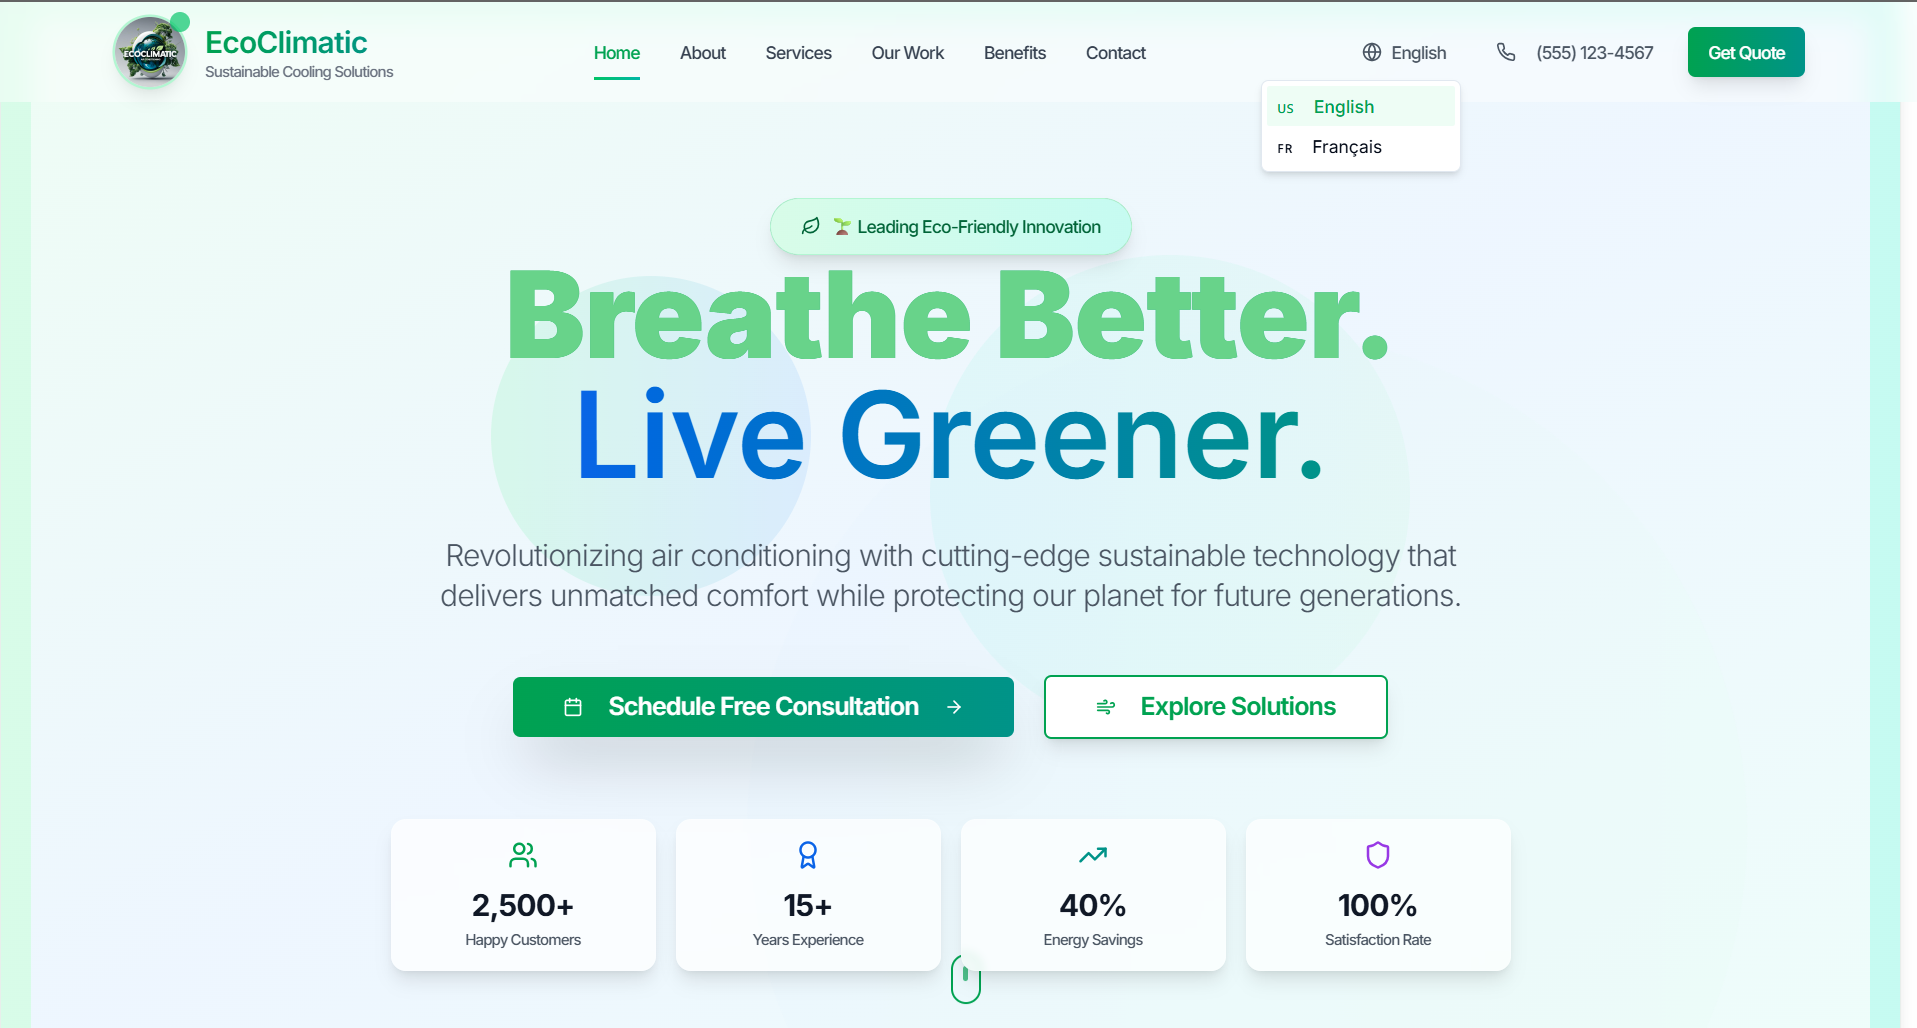 ECOCLIMATIC
EcoClimatic
Sustainable Cooling Solutions
Home
About
Services
Our Work
Benefits
Contact
English
(555) 123-4567
Get Quote
US English
FR Français
🌱 Leading Eco-Friendly Innovation
Breathe Better.
Live Greener.
Revolutionizing air conditioning with cutting-edge sustainable technology that
delivers unmatched comfort while protecting our planet for future generations.
Schedule Free Consultation
Explore Solutions
2,500+
Happy Customers
15+
Years Experience
40%
Energy Savings
100%
Satisfaction Rate